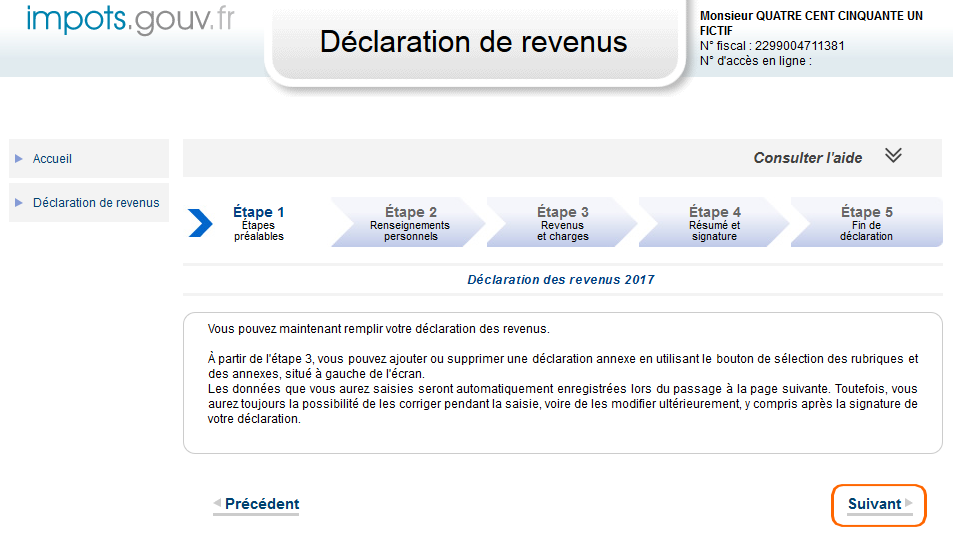 impots.gouv.fr
Déclaration de revenus
Monsieur QUATRE CENT CINQUANTE UN
FICTIF
N° fiscal : 2299004711381
N° d'accès en ligne :
Accueil
Déclaration de revenus
Consulter l'aide
Étape 1
Étapes
préalables
Étape 2
Renseignements
personnels
Étape 3
Revenus
et charges
Étape 4
Résumé et
signature
Étape 5
Fin de
déclaration
Déclaration des revenus 2017
Vous pouvez maintenant remplir votre déclaration des revenus.
À partir de l'étape 3, vous pouvez ajouter ou supprimer une déclaration annexe en utilisant le bouton de sélection des rubriques et
des annexes, situé à gauche de l'écran.
Les données que vous aurez saisies seront automatiquement enregistrées lors du passage à la page suivante. Toutefois, vous
aurez toujours la possibilité de les corriger pendant la saisie, voire de les modifier ultérieurement, y compris après la signature de
votre déclaration.
Précédent
Suivant